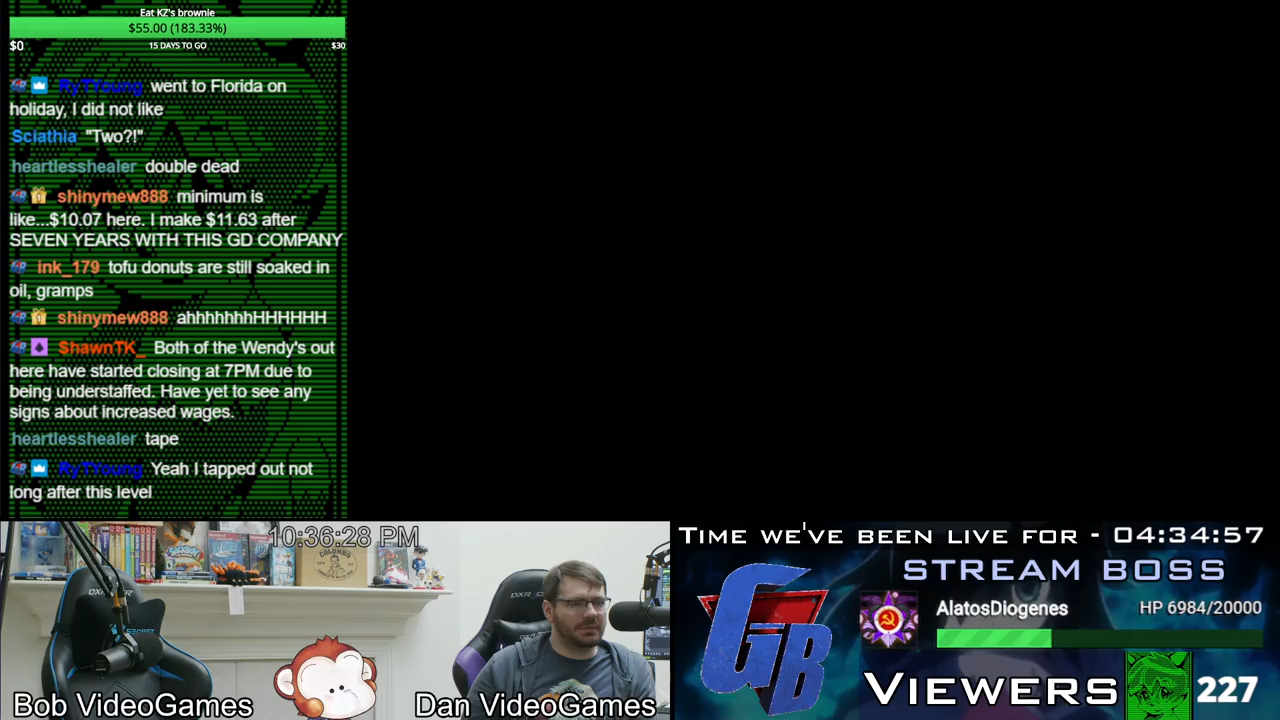 Eat KZ's brownie
$55.00 (183.33%)
$0 15 DAYS TO GO $30
RyTYoung went to Florida on
holiday, I did not like
Sciathia "Two?!"
heartlesshealer double dead
shinymew888 minimum is
like...$10.07 here. I make $11.63 after
SEVEN YEARS WITH THIS GD COMPANY
ink_179 tofu donuts are still soaked in
oil, gramps
shinymew888 ahhhhhhhHHHHHH
ShawnTK_ Both of the Wendy's out
here have started closing at 7PM due to
being understaffed. Have yet to see any
signs about increased wages.
heartlesshealer tape
RyTYoung Yeah I tapped out not
long after this level
10:36:28 PM
COLOMBO
DXRACER
SECRET
Bob VideoGames
Dan VideoGames
Time we've been live for - 04:34:57
STREAM BOSS
AlatosDiogenes HP 6984/20000
GB
Viewers 227